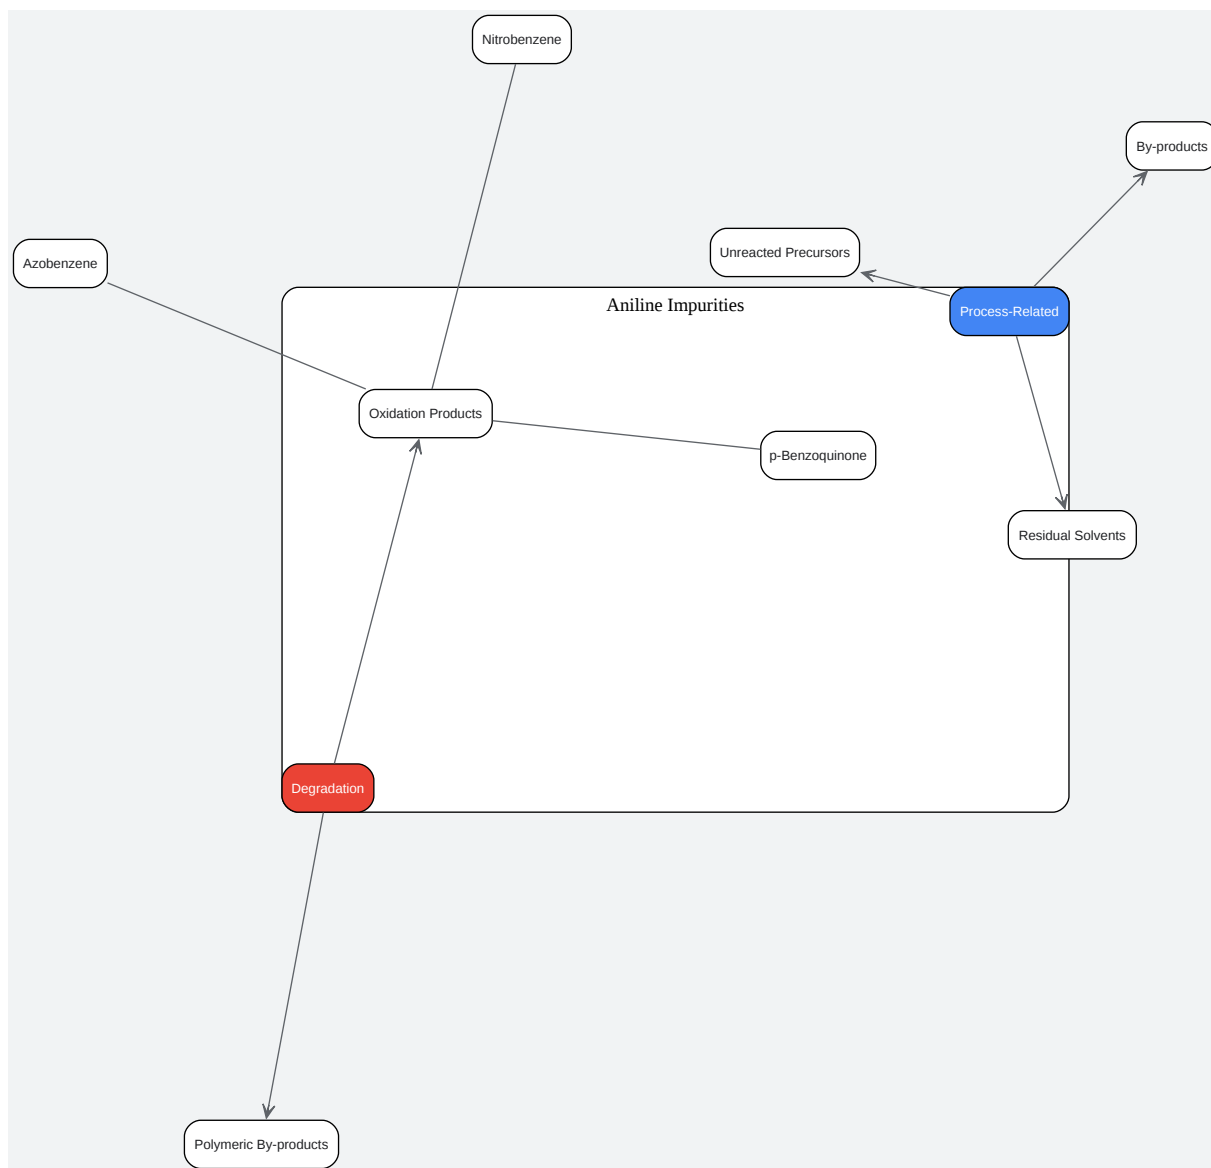 Nitrobenzene
By-products
Unreacted Precursors
Azobenzene
Aniline Impurities
Process-Related
Oxidation Products
p-Benzoquinone
Residual Solvents
Degradation
Polymeric By-products